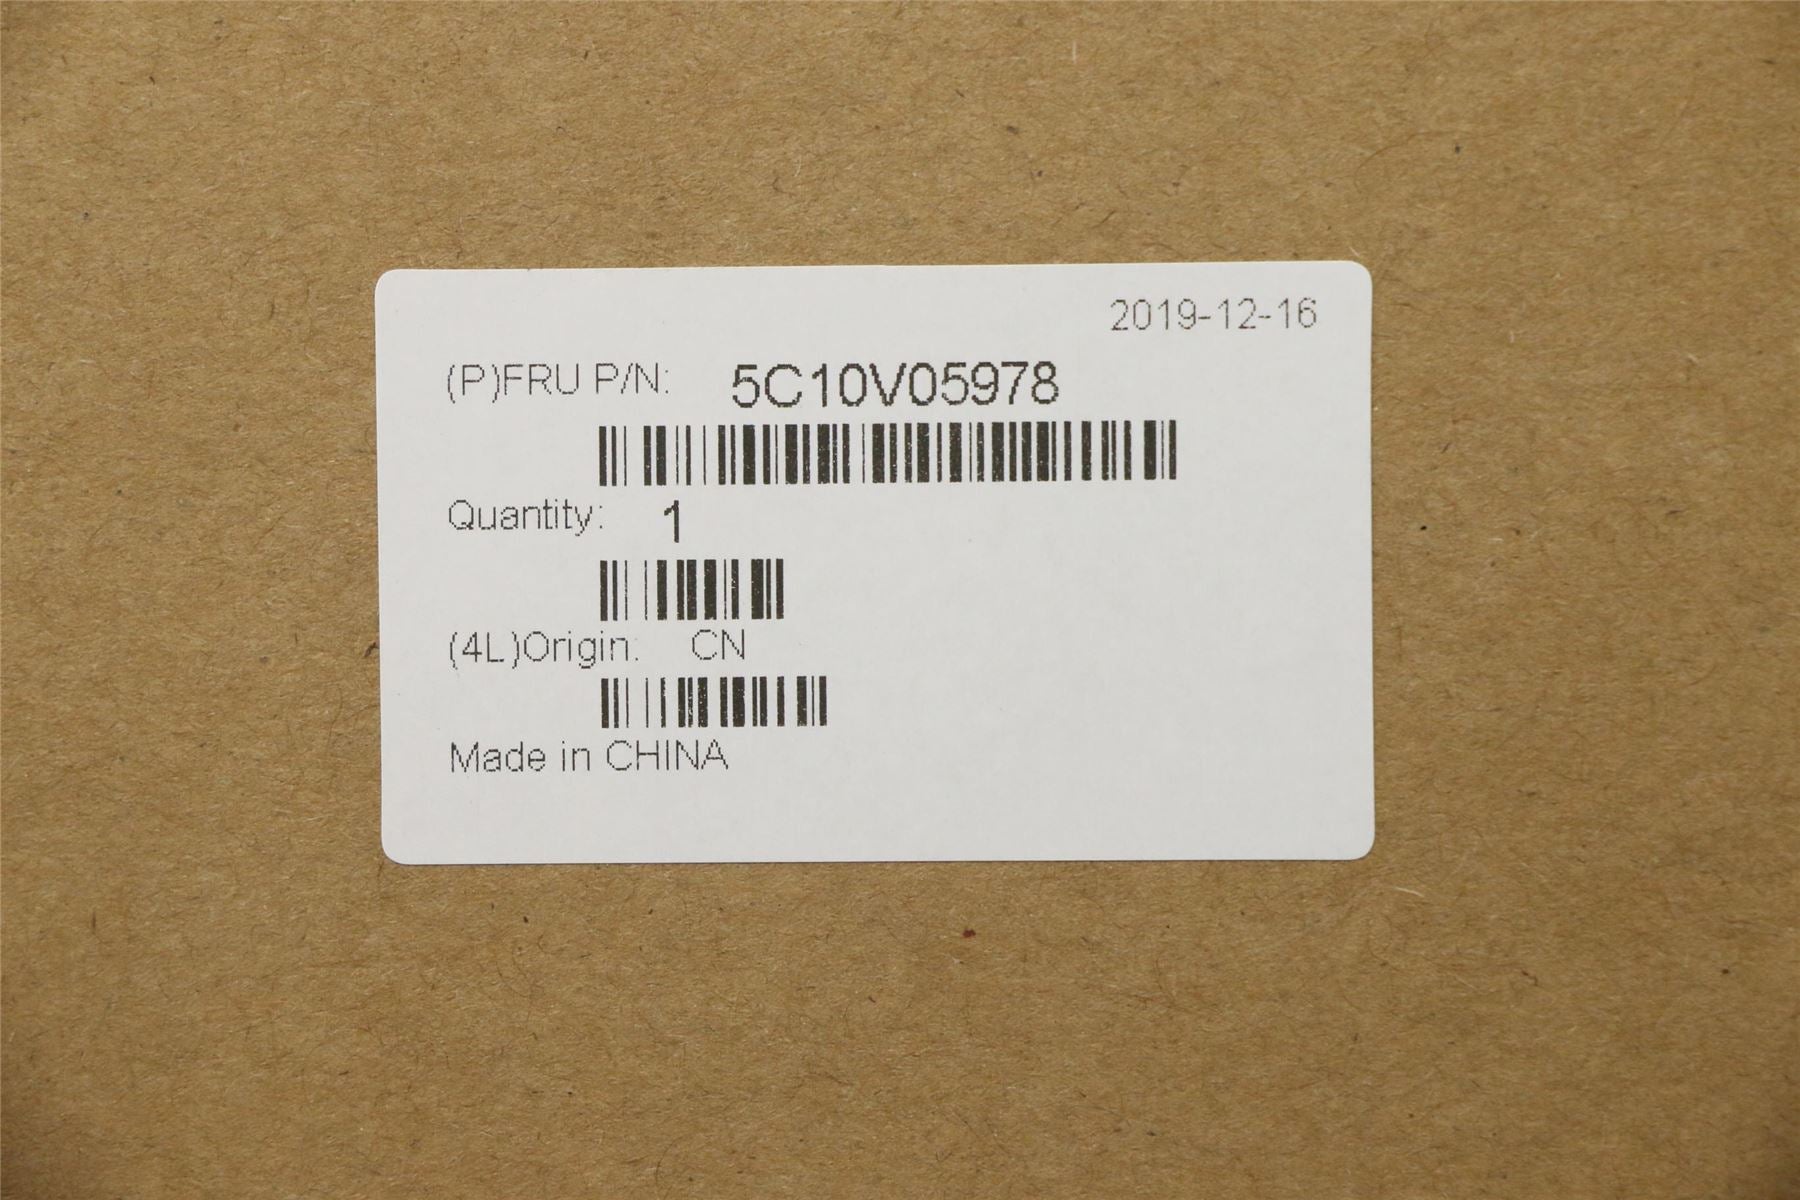 2019-12-16
(P)FRU P/N: 5C10V05978
Quantity: 1
(4L)Origin: CN
Made in CHINA